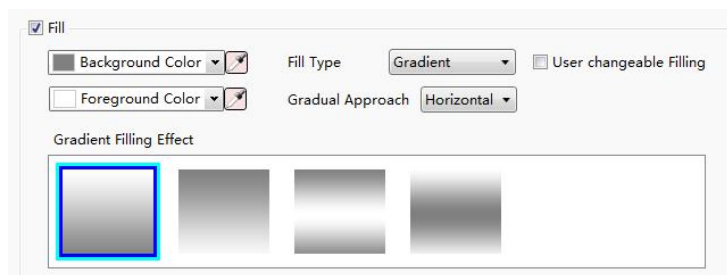 Fill
Background Color Fill Type Gradient User changeable Filling
Foreground Color Gradual Approach Horizontal
Gradient Filling Effect